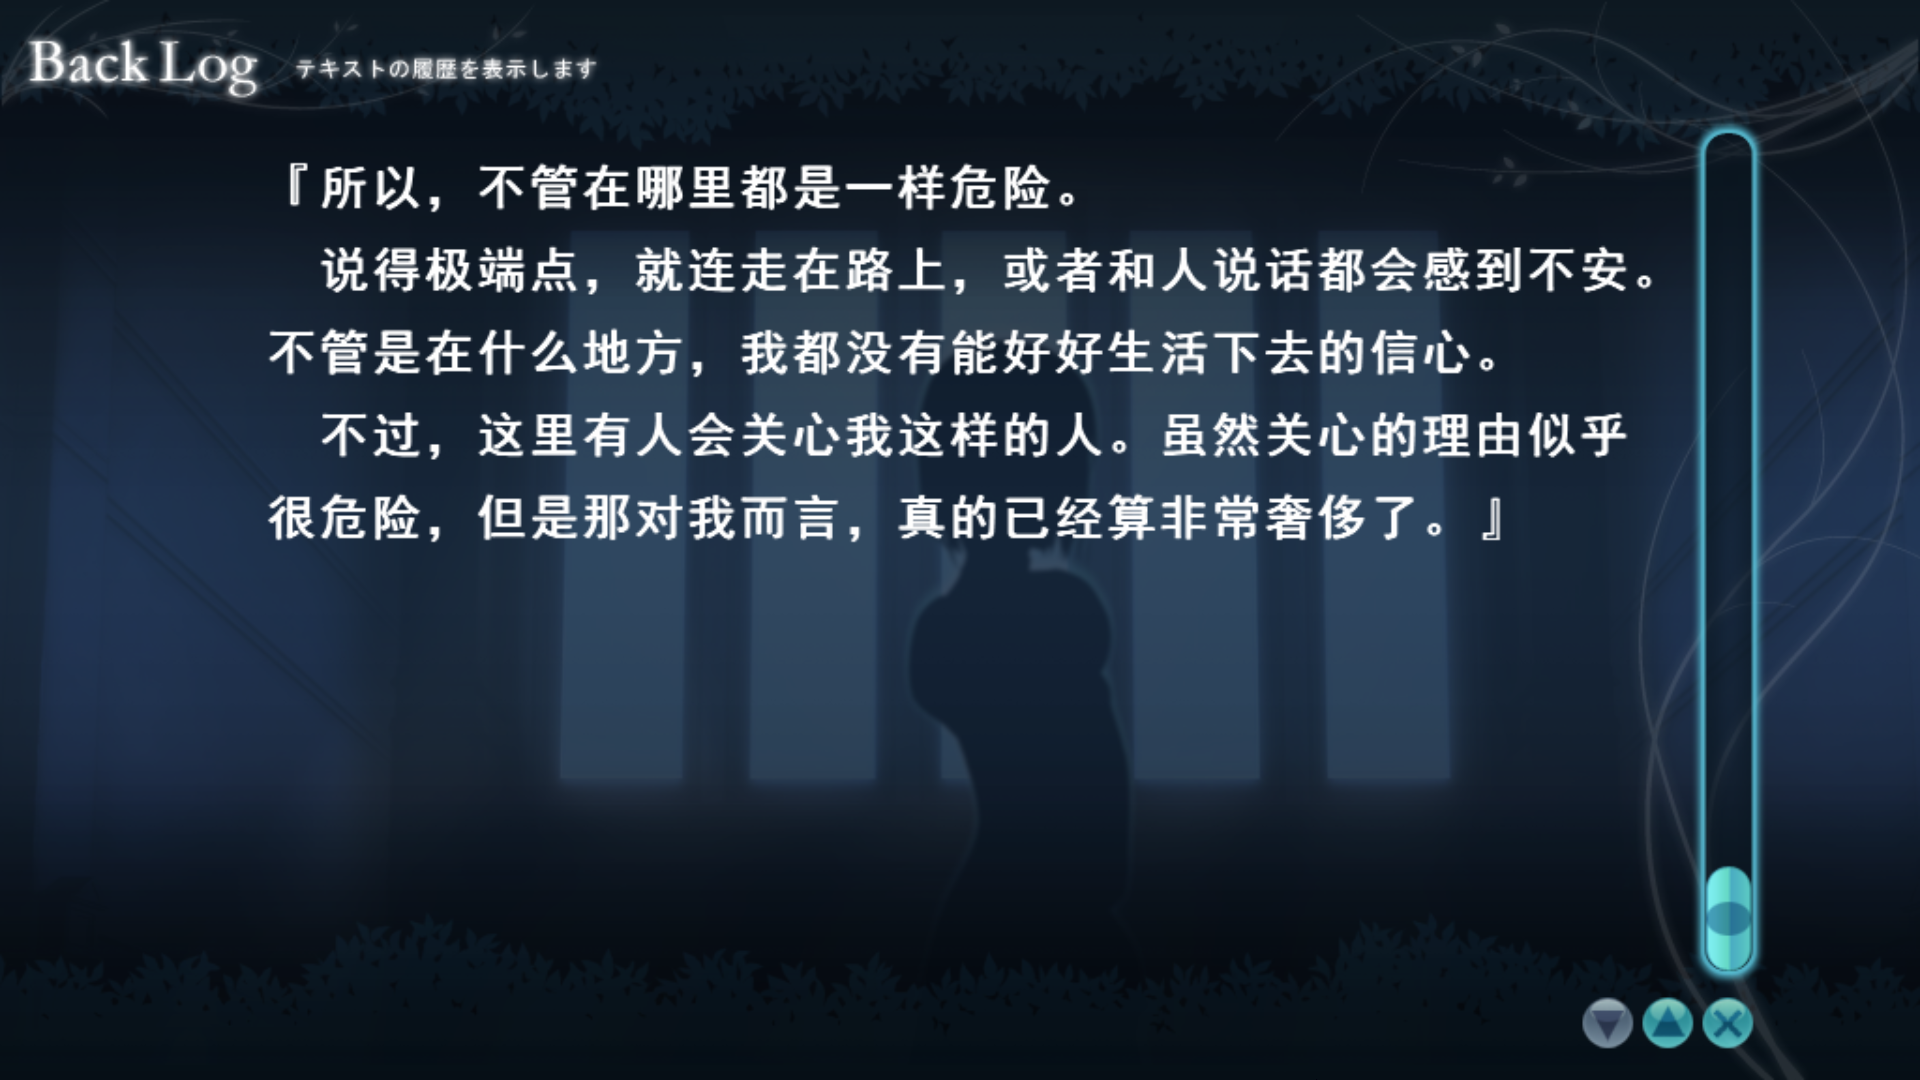 Back Log テキストの履歴を表示します
『所以，不管在哪里都是一样危险。
说得极端点，就连走在路上，或者和人说话都会感到不安。
不管是在什么地方，我都没有能好好生活下去的信心。
不过，这里有人会关心我这样的人。虽然关心的理由似乎
很危险，但是那对我而言，真的已经算非常奢侈了。』